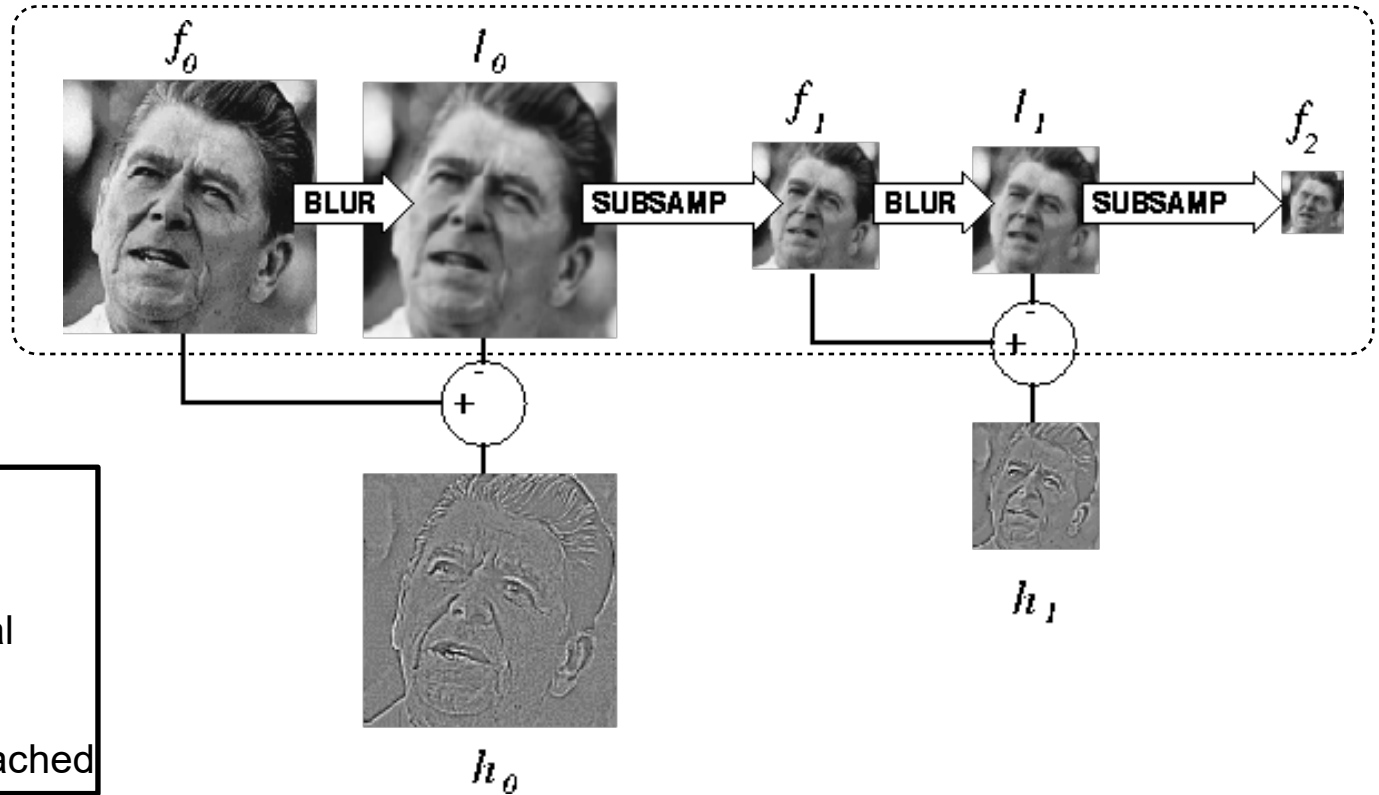 f₀
l₀
f₁
l₁
f₂
BLUR
SUBSAMP
BLUR
SUBSAMP
-
+
-
+
h₁
h₀
al
ached